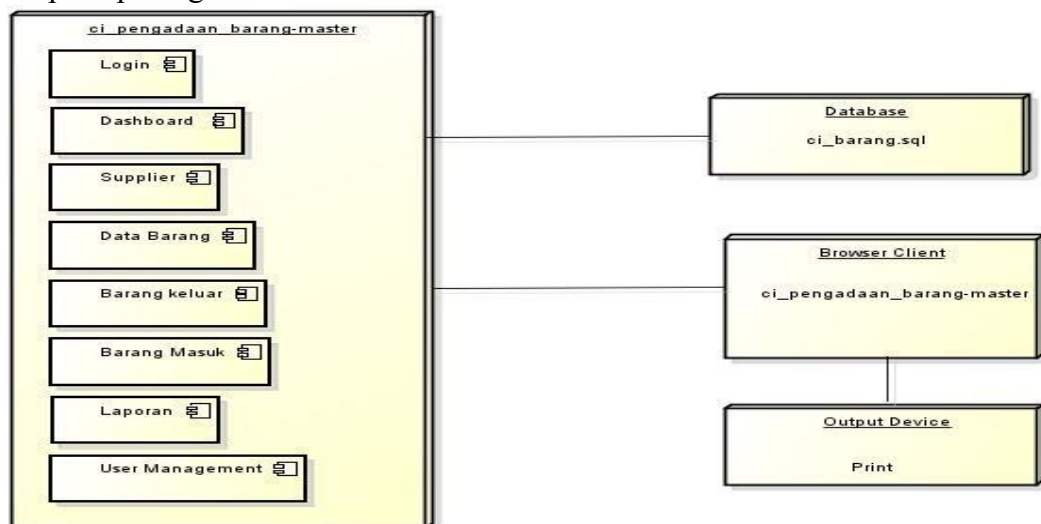 ci_pengadaan_barang-master
Login
Dashboard
Supplier
Data Barang
Barang keluar
Barang Masuk
Laporan
User Management
Database
ci_barang.sql
Browser Client
ci_pengadaan_barang-master
Output Device
Print